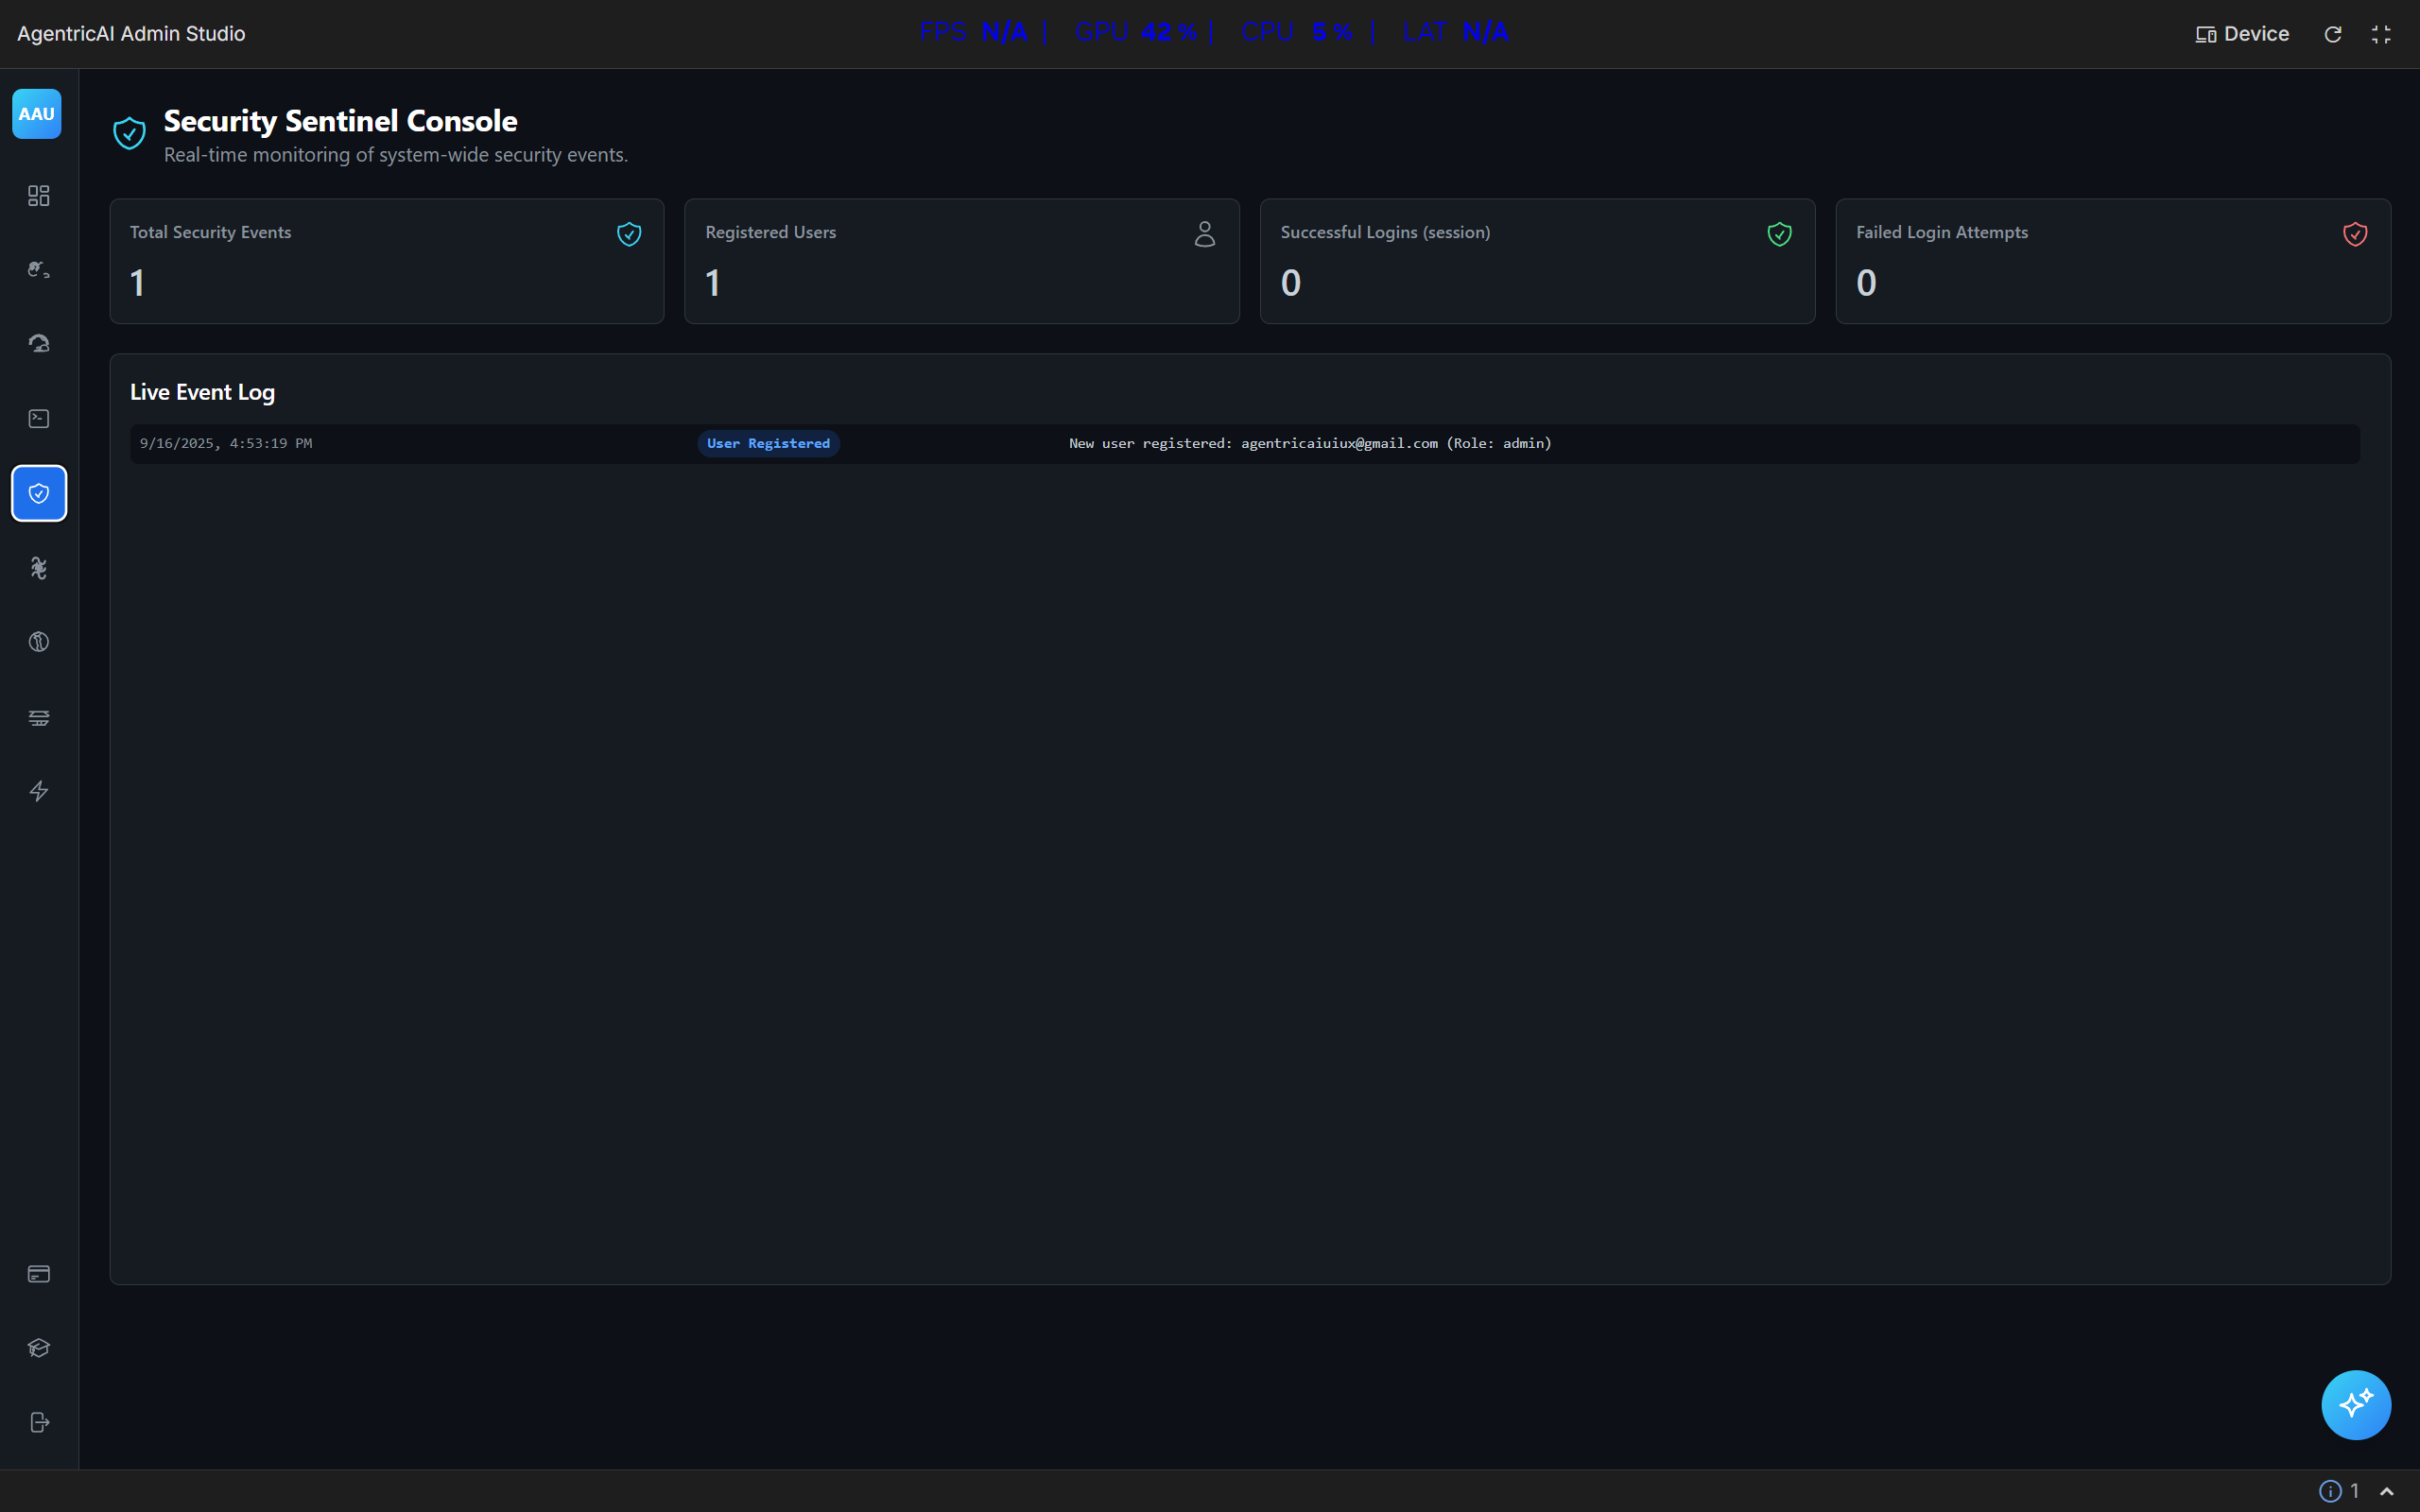 AgentricAI Admin Studio
FPS N/A | GPU 42 % | CPU 5 % | LAT N/A
Device
AAU
Security Sentinel Console
Real-time monitoring of system-wide security events.
Total Security Events
1
Registered Users
1
Successful Logins (session)
0
Failed Login Attempts
0
Live Event Log
9/16/2025, 4:53:19 PM User Registered New user registered: agentricaiuiux@gmail.com (Role: admin)
1